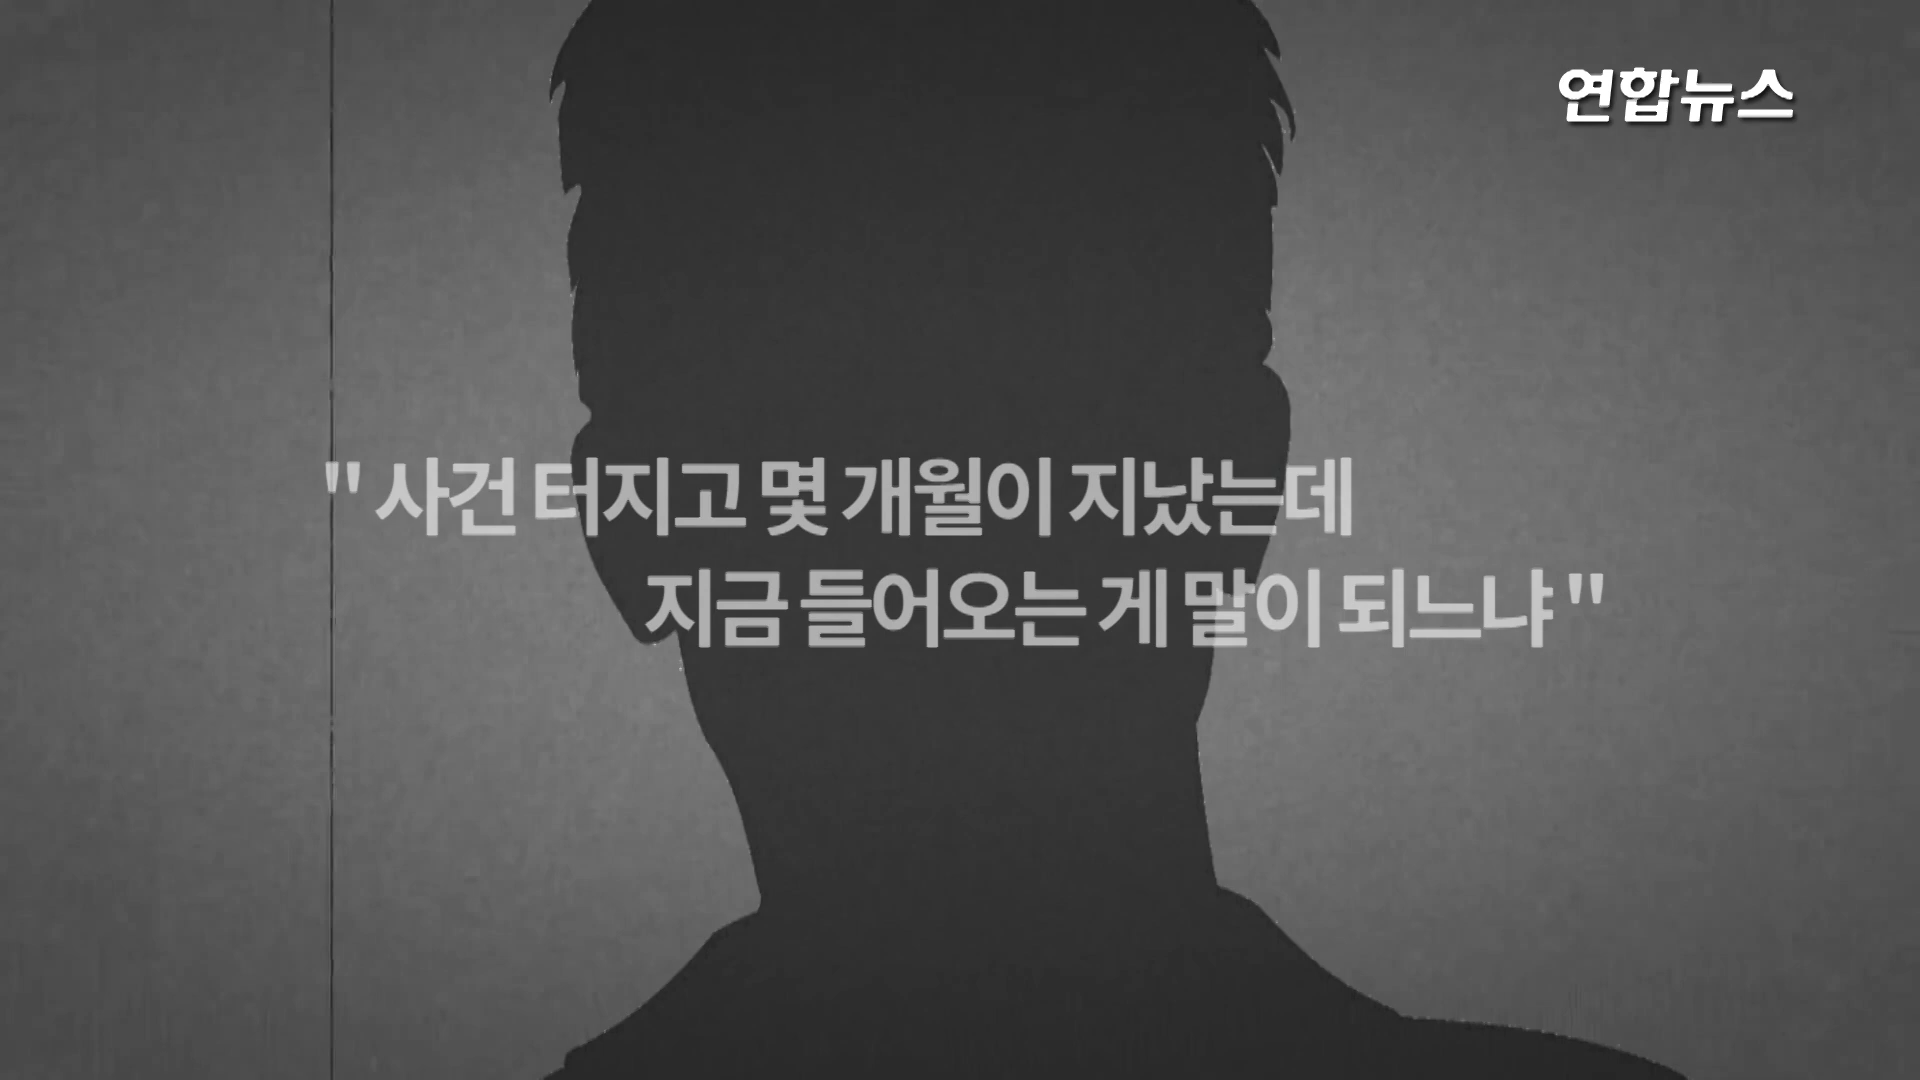 연합뉴스
"사건 터지고 몇 개월이 지났는데
지금 들어오는 게 말이 되느냐"